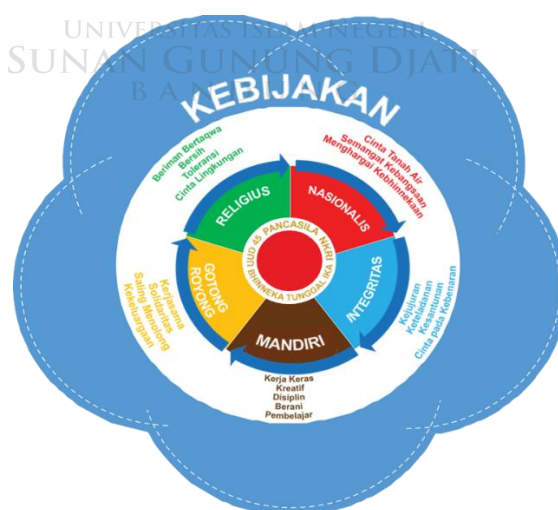 UNIVERSITAS ISLAM NEGERI
SUNAN GUNUNG DJATI
BANDUNG
KEBIJAKAN
Beriman Bertaqwa
Bersih
Toleransi
Cinta Lingkungan
Cinta Tanah Air
Semangat Kebangsaan
Menghargai Kebhinnekaan
RELIGIUS
NASIONALIS
UUD 45 PANCASILA NKRI
BHINNEKA TUNGGAL IKA
GOTONG
ROYONG
INTEGRITAS
MANDIRI
Kerjasama
Solidaritas
Saling Menolong
Kekeluargaan
Kejujuran
Keteladanan
Kesantunan
Cinta pada Kebenaran
Kerja Keras
Kreatif
Disiplin
Berani
Pembelajar